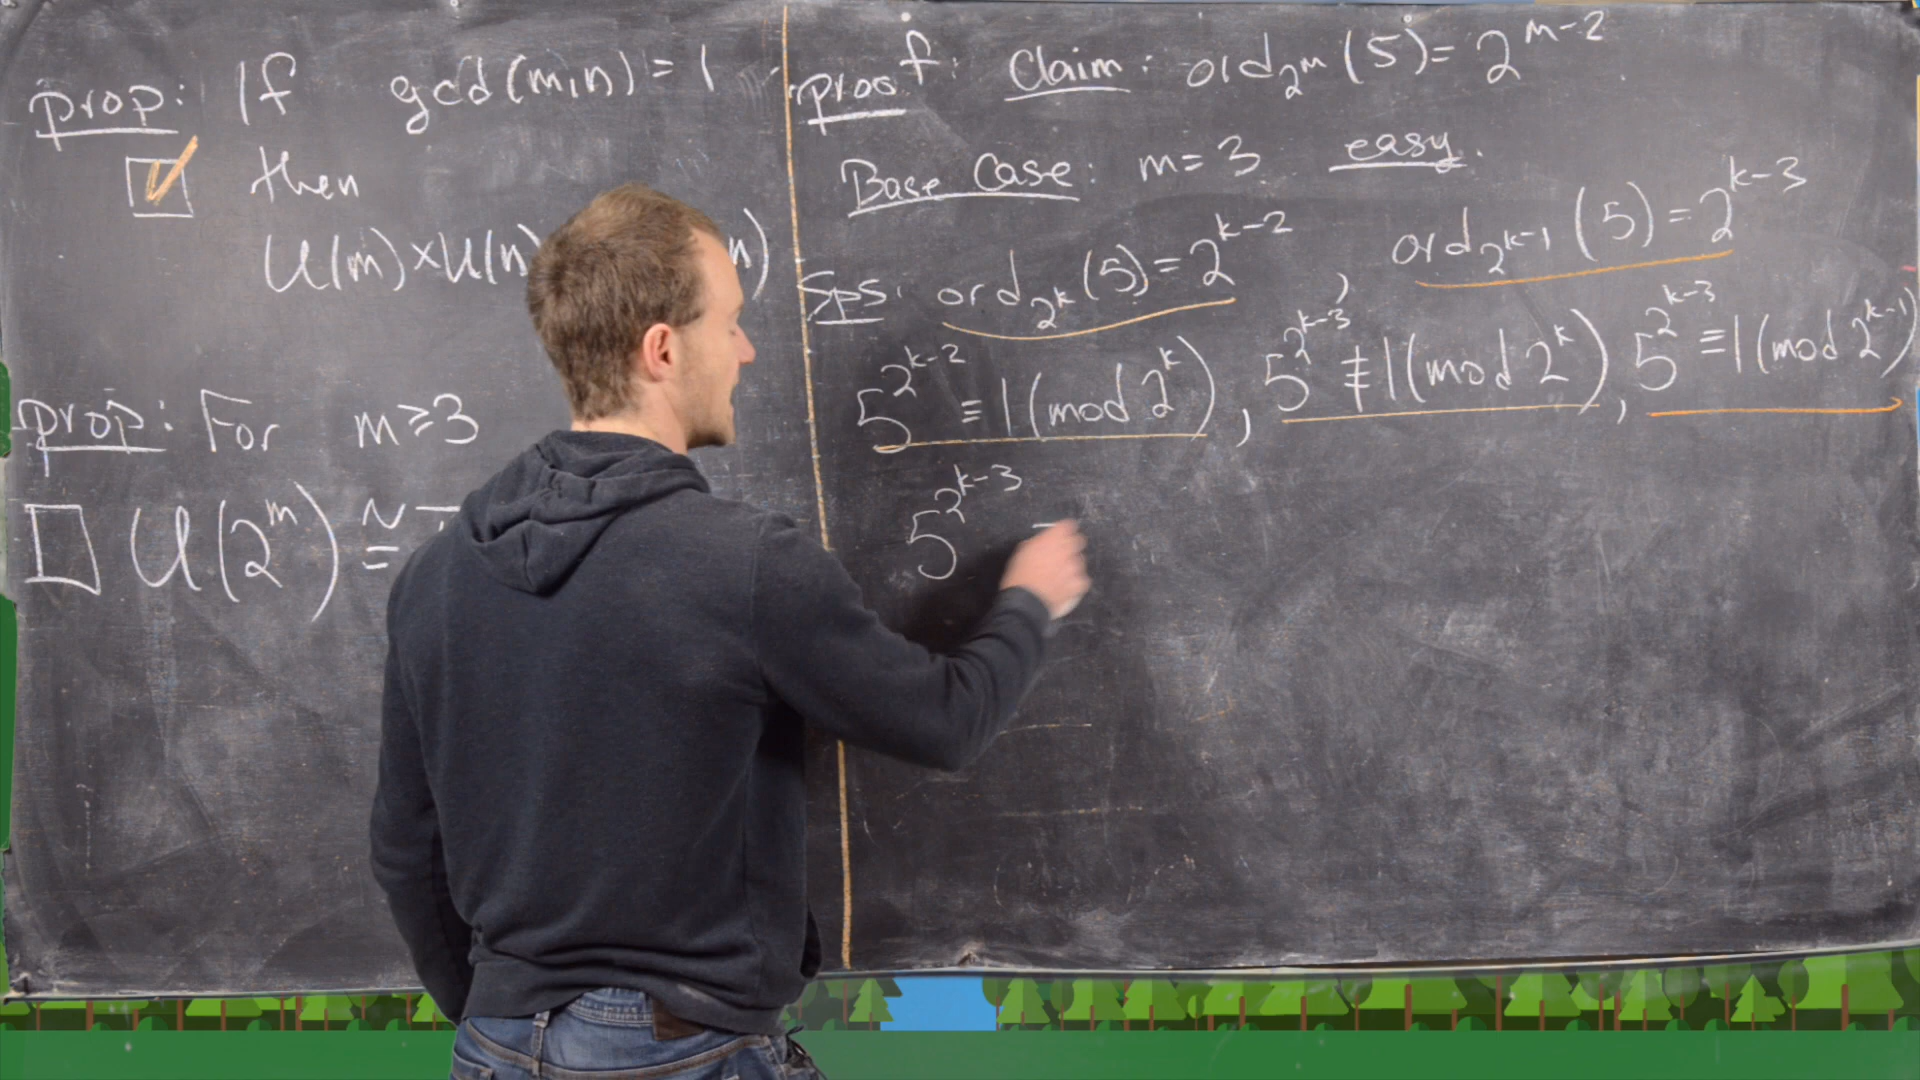 prop: If gcd(m,n) = 1
then
U(m)×U(n) n)
prop: For m≥3
U(2^m) ≅
proof: Claim: ord_{2^m}(5) = 2^{m-2}
Base Case: m=3 easy.
Sps: ord_{2^k}(5) = 2^{k-2}, ord_{2^{k-1}}(5) = 2^{k-3}
5^{2^{k-2}} ≡ 1 (mod 2^k), 5^{2^{k-3}} ≢ 1 (mod 2^k), 5^{2^{k-3}} ≡ 1 (mod 2^{k-1})
5^{2^{k-3}}